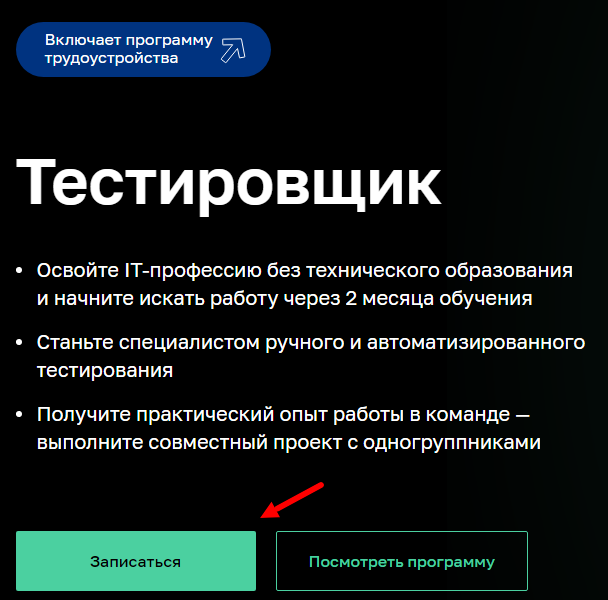 Включает программу
трудоустройства
Тестировщик
• Освойте IT-профессию без технического образования
и начните искать работу через 2 месяца обучения
• Станьте специалистом ручного и автоматизированного
тестирования
• Получите практический опыт работы в команде —
выполните совместный проект с одногруппниками
Записаться
Посмотреть программу